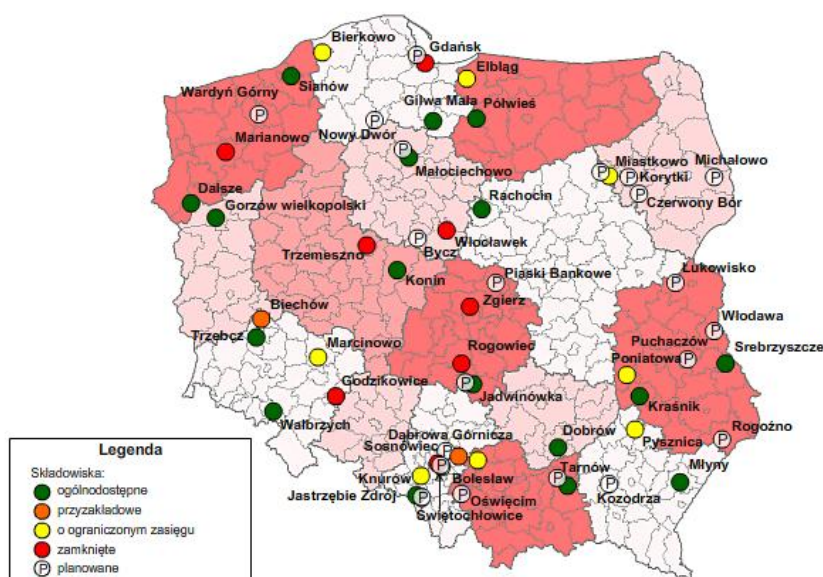 Bierkowo
Gdańsk
Elbląg
Sianów
Wardyń Górny
Gilwa Mała
Półwieś
Nowy Dwór
Marianowo
Małociechowo
Miastkowo
Michałowo
Korytki
Czerwony Bór
Dalsze
Gorzów wielkopolski
Rachocin
Włocławek
Trzemeszno
Bycz
Konin
Piaski Bankowe
Łukowisko
Zgierz
Biechów
Włodawa
Trzebcz
Marcinowo
Rogowiec
Puchaczów
Srebrzyszcze
Poniatowa
Godzikowice
Jadwinówka
Kraśnik
Wałbrzych
Rogoźno
Dąbrowa Górnicza
Dobrów
Pysznica
Sosnówiec
Młyny
Knurów
Bolesław
Tarnów
Jastrzębie Zdrój
Oświęcim
Kozodrza
Świętochłowice
Legenda
Składowiska:
ogólnodostępne
przyzakładowe
o ograniczonym zasięgu
zamknięte
P planowane